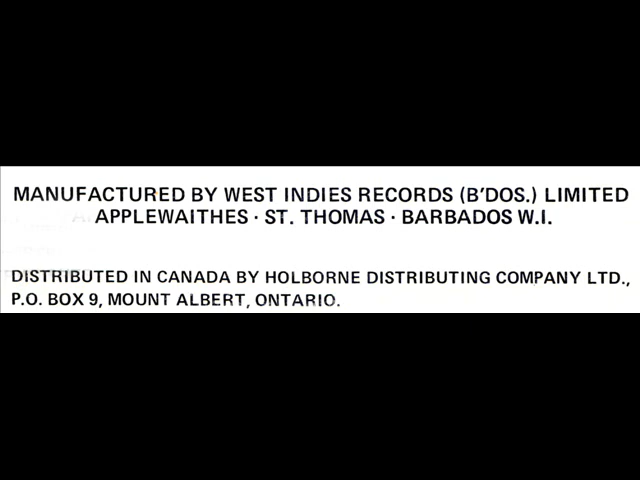 MANUFACTURED BY WEST INDIES RECORDS (B'DOS.) LIMITED
APPLEWAITHES · ST. THOMAS · BARBADOS W.I.
DISTRIBUTED IN CANADA BY HOLBORNE DISTRIBUTING COMPANY LTD.,
P.O. BOX 9, MOUNT ALBERT, ONTARIO.